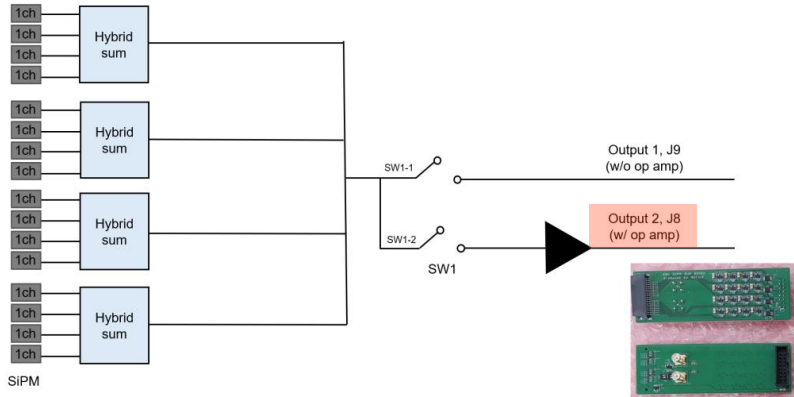 1ch
1ch
1ch
1ch
Hybrid
sum
1ch
1ch
1ch
1ch
Hybrid
sum
1ch
1ch
1ch
1ch
Hybrid
sum
1ch
1ch
1ch
1ch
Hybrid
sum
SiPM
SW1-1
SW1-2
SW1
Output 1, J9
(w/o op amp)
Output 2, J8
(w/ op amp)